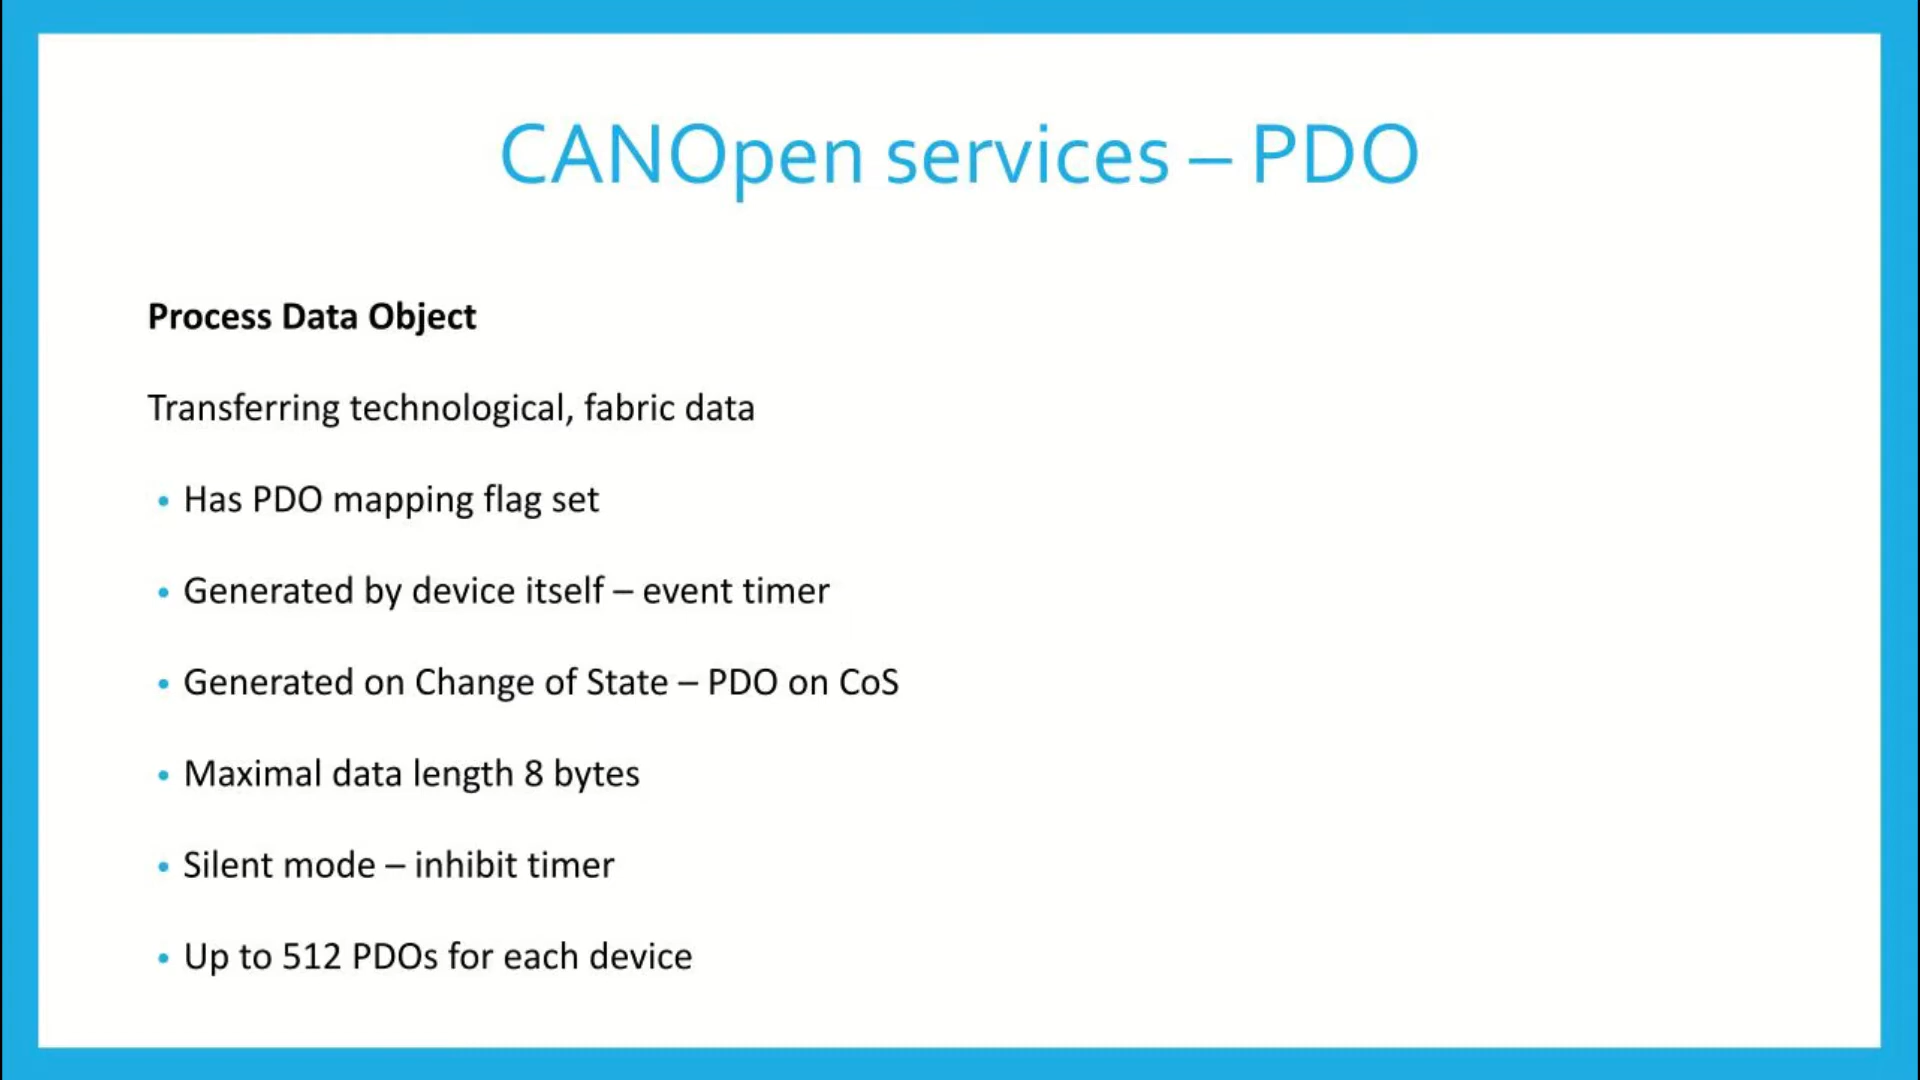 CANOpen services – PDO
Process Data Object
Transferring technological, fabric data
• Has PDO mapping flag set
• Generated by device itself – event timer
• Generated on Change of State – PDO on CoS
• Maximal data length 8 bytes
• Silent mode – inhibit timer
• Up to 512 PDOs for each device